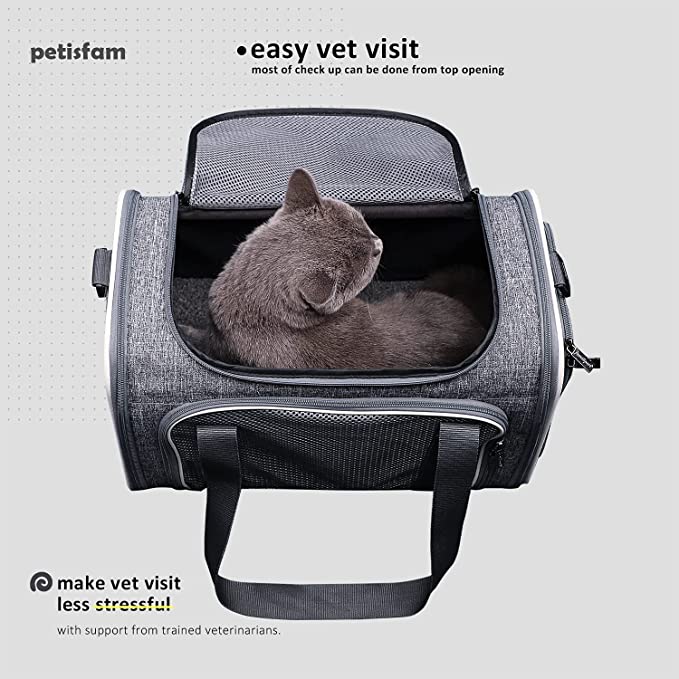 petisfam
•easy vet visit
most of check up can be done from top opening
make vet visit
less stressful
with support from trained veterinarians.